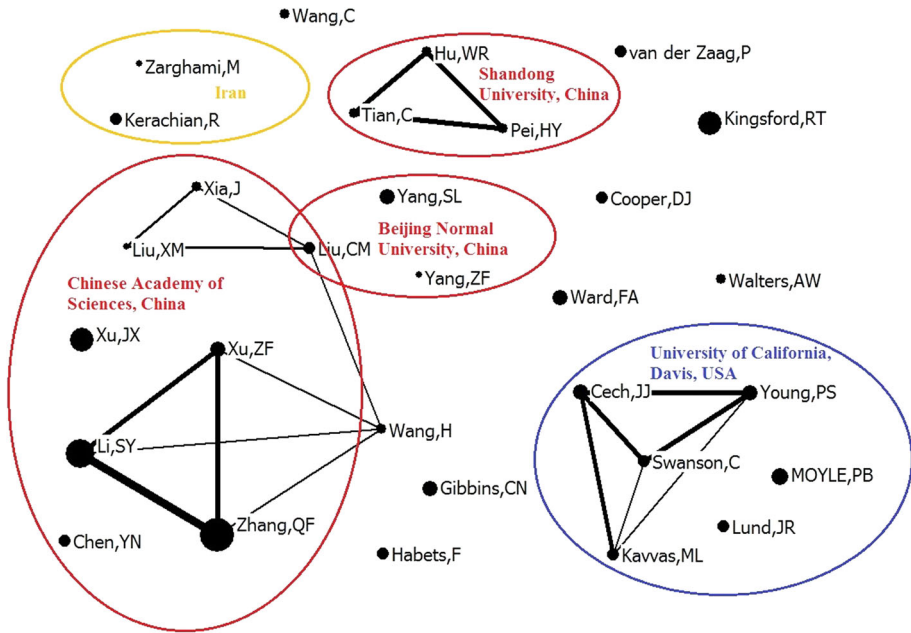 Wang,C
Hu,WR
van der Zaag,P
Zarghami,M
Iran
Kerachian,R
Shandong
University, China
Tian,C
Pei,HY
Kingsford,RT
Xia,J
Liu,XM
Liu,CM
Yang,SL
Beijing Normal
University, China
Yang,ZF
Cooper,DJ
Walters,AW
Ward,FA
Chinese Academy of
Sciences, China
Xu,JX
Xu,ZF
Li,SY
Wang,H
Zhang,QF
Chen,YN
Gibbins,CN
Habets,F
University of California,
Davis, USA
Cech,JJ
Young,PS
Swanson,C
MOYLE,PB
Lund,JR
Kavvas,ML